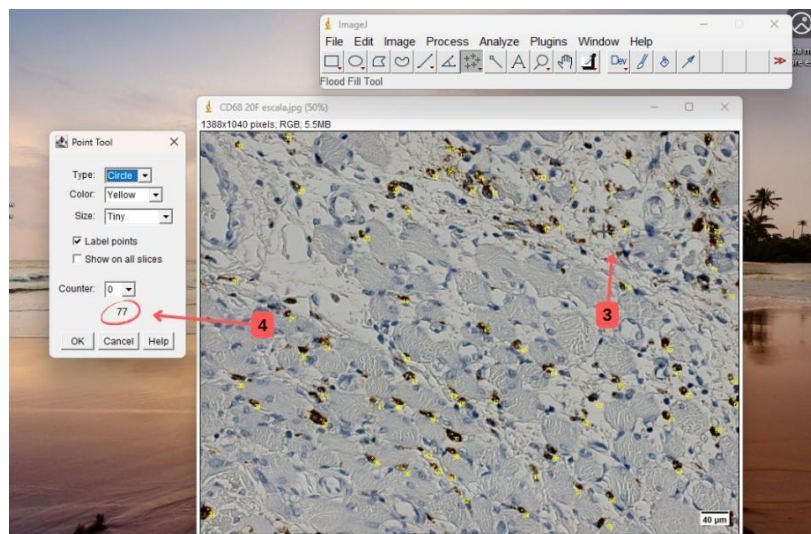 ImageJ
File Edit Image Process Analyze Plugins Window Help
A Dev
Flood Fill Tool
CD68 20F escala.jpg (50%)
1388x1040 pixels; RGB; 5.5MB
Point Tool
Type: Circle
Color: Yellow
Size: Tiny
Label points
Show on all slices
Counter: 0
77
OK Cancel Help
4
3
40 µm